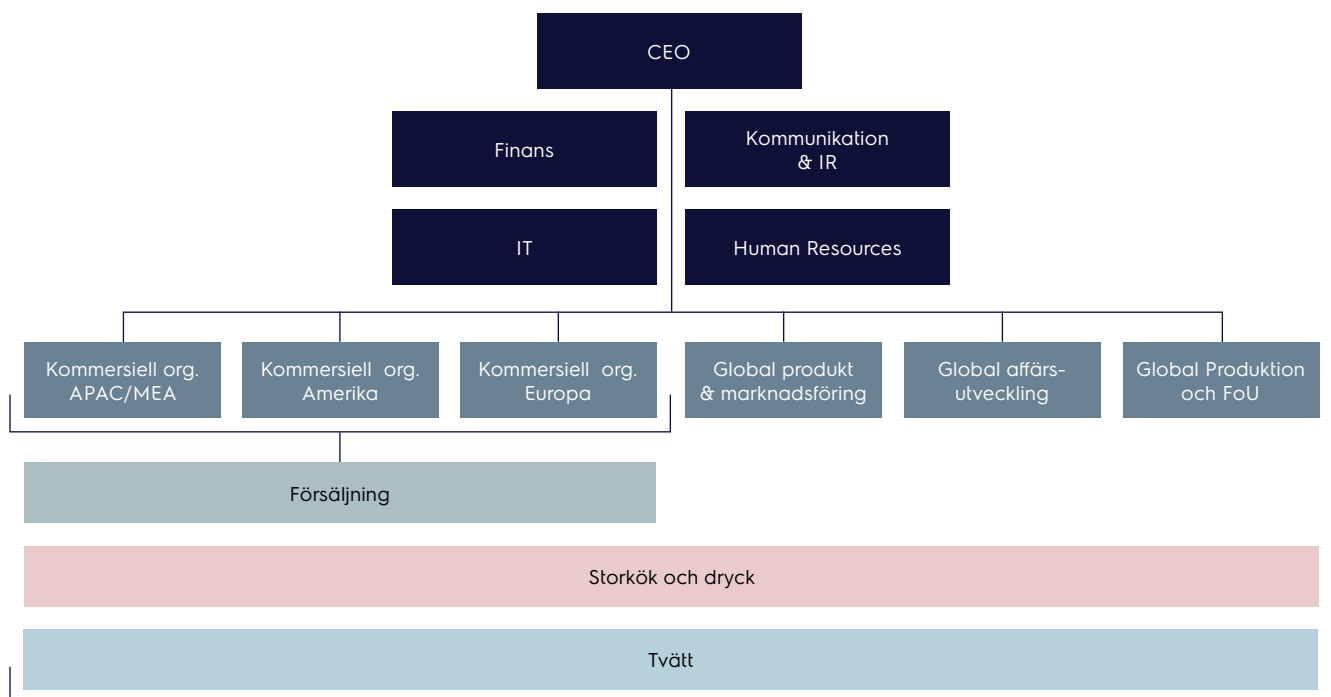 CEO
Finans
Kommunikation
& IR
IT
Human Resources
Kommersiell org.
APAC/MEA
Kommersiell org.
Amerika
Kommersiell org.
Europa
Global produkt
& marknadsföring
Global affärs-
utveckling
Global Produktion
och FoU
Försäljning
Storkök och dryck
Tvätt